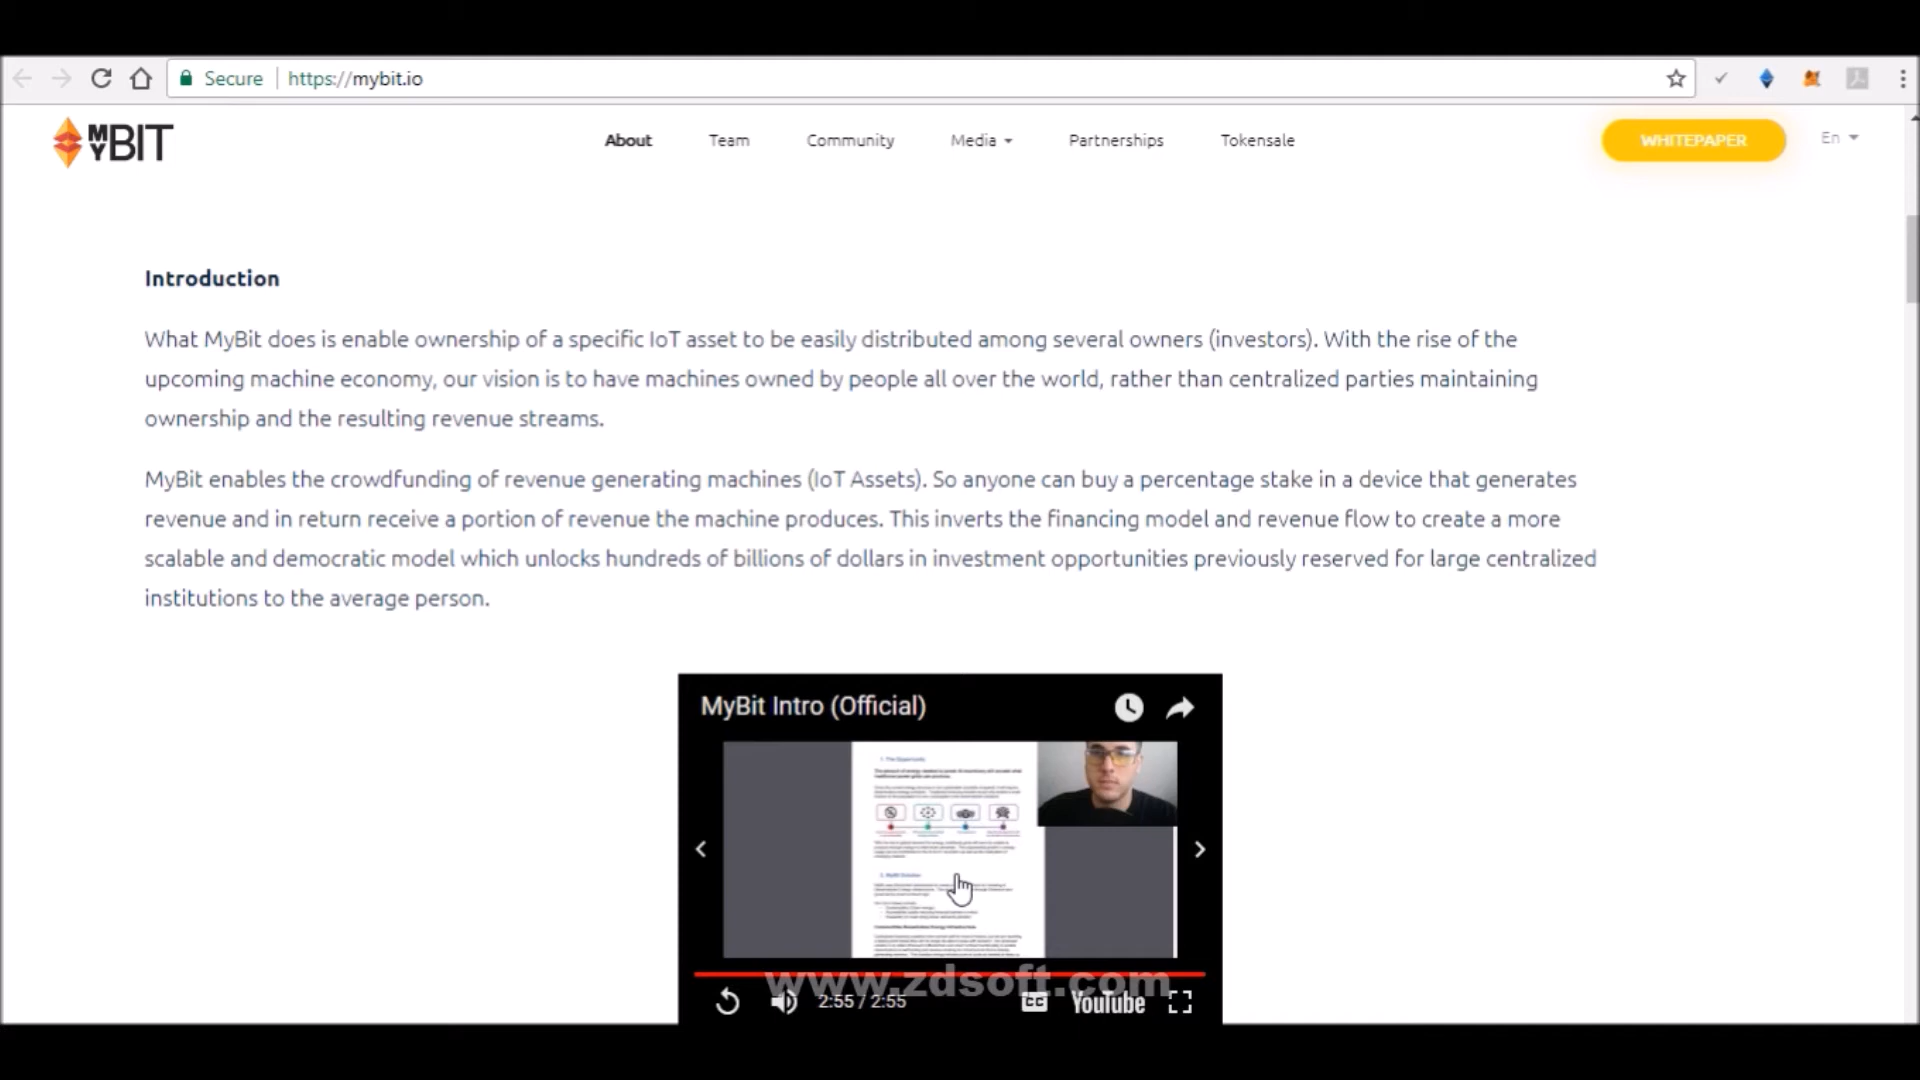 Secure https://mybit.io
MYBIT About Team Community Media Partnerships Tokensale WHITEPAPER En
Introduction
What MyBit does is enable ownership of a specific IoT asset to be easily distributed among several owners (investors). With the rise of the
upcoming machine economy, our vision is to have machines owned by people all over the world, rather than centralized parties maintaining
ownership and the resulting revenue streams.
MyBit enables the crowdfunding of revenue generating machines (IoT Assets). So anyone can buy a percentage stake in a device that generates
revenue and in return receive a portion of revenue the machine produces. This inverts the financing model and revenue flow to create a more
scalable and democratic model which unlocks hundreds of billions of dollars in investment opportunities previously reserved for large centralized
institutions to the average person.
MyBit Intro (Official)
www.zdsoft.com
2:55 / 2:55 CC YouTube